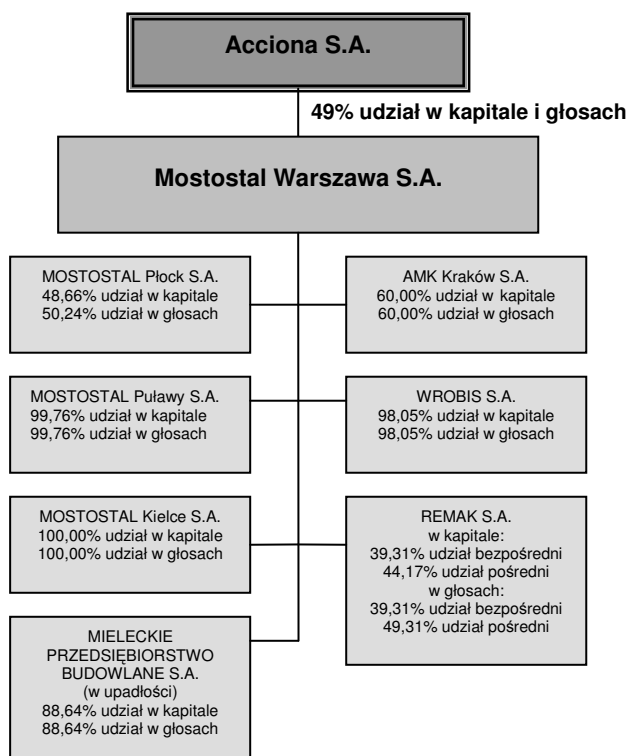 Acciona S.A.
49% udział w kapitale i głosach
Mostostal Warszawa S.A.
MOSTOSTAL Płock S.A.
48,66% udział w kapitale
50,24% udział w głosach
AMK Kraków S.A.
60,00% udział w kapitale
60,00% udział w głosach
MOSTOSTAL Puławy S.A.
99,76% udział w kapitale
99,76% udział w głosach
WROBIS S.A.
98,05% udział w kapitale
98,05% udział w głosach
MOSTOSTAL Kielce S.A.
100,00% udział w kapitale
100,00% udział w głosach
REMAK S.A.
w kapitale:
39,31% udział bezpośredni
44,17% udział pośredni
w głosach:
39,31% udział bezpośredni
49,31% udział pośredni
MIELECKIE
PRZEDSIĘBIORSTWO
BUDOWLANE S.A.
(w upadłości)
88,64% udział w kapitale
88,64% udział w głosach